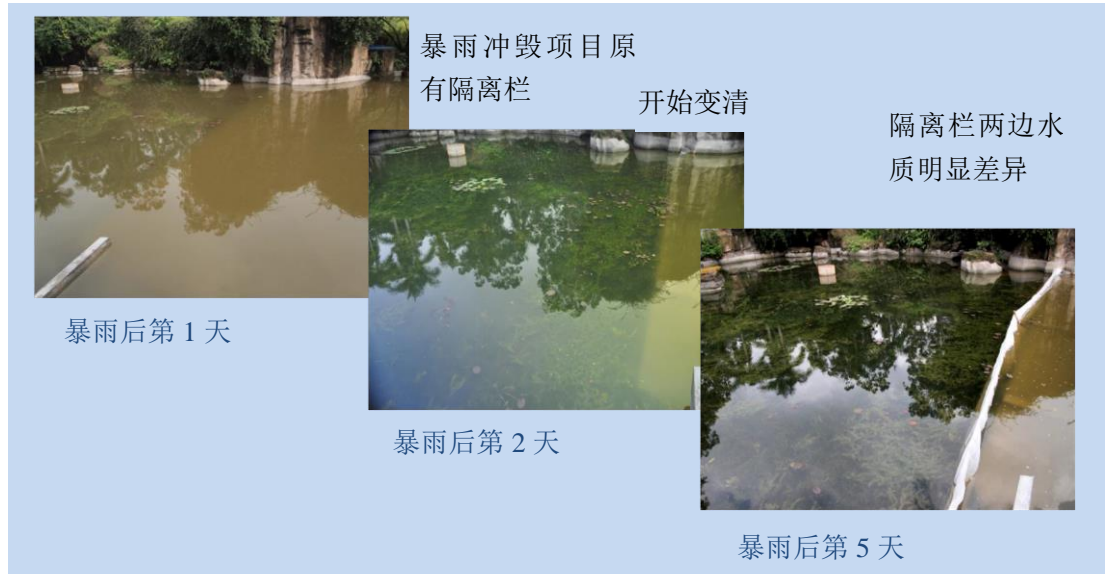 暴雨冲毁项目原
有隔离栏
开始变清
隔离栏两边水
质明显差异
暴雨后第 1 天
暴雨后第 2 天
暴雨后第 5 天